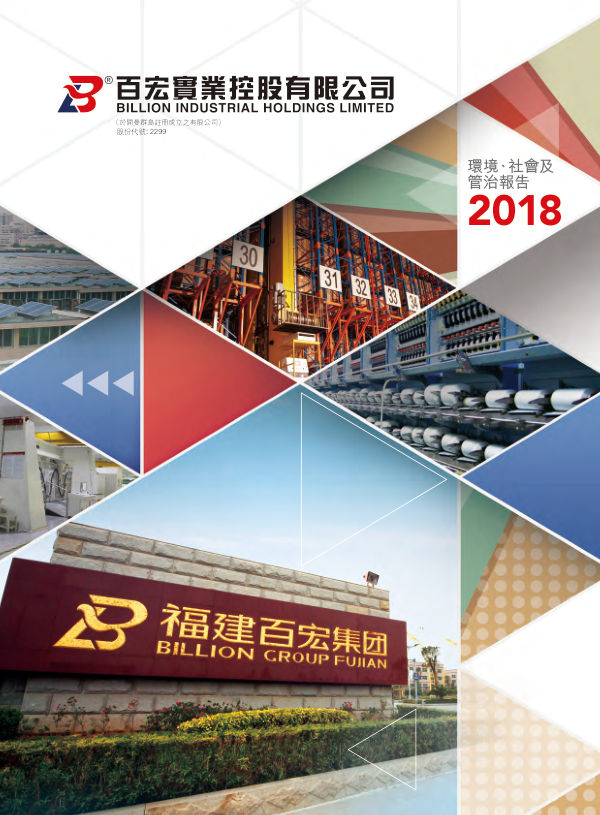 百宏實業控股有限公司
BILLION INDUSTRIAL HOLDINGS LIMITED
(於開曼群島註冊成立之有限公司)
股份代號: 2299
環境、社會及
管治報告
2018
30
31
32
33
34
福建百宏集团
BILLION GROUP FUJIAN